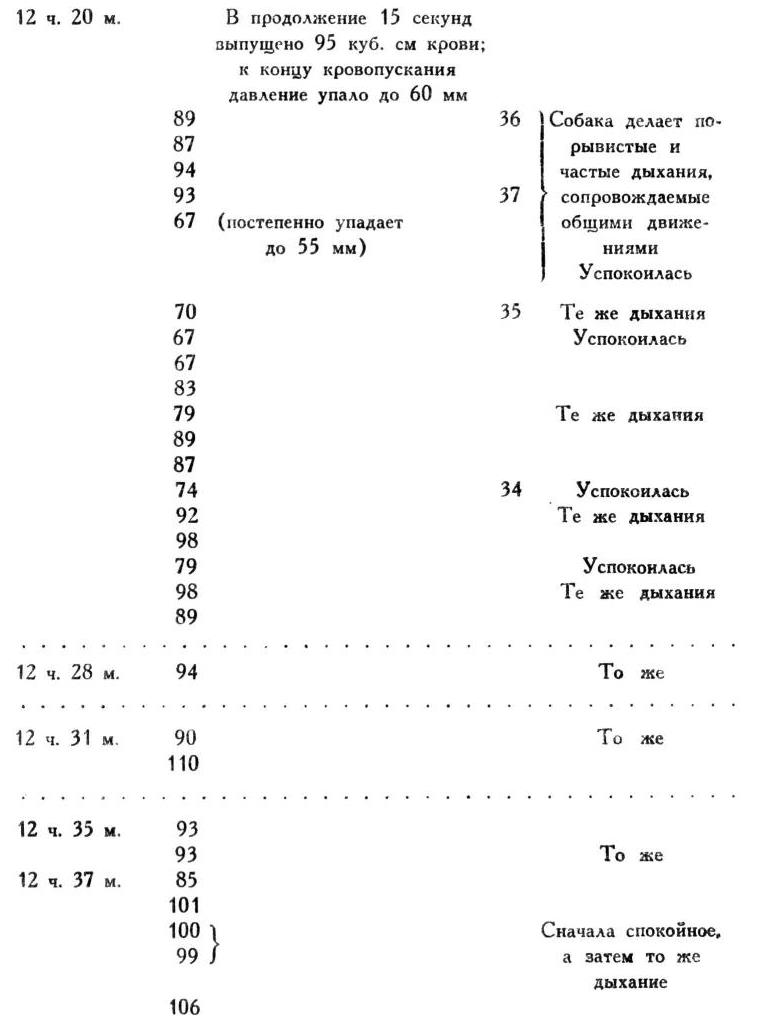 12 ч. 20 м. В продолжение 15 секунд
выпущено 95 куб. см крови;
к концу кровопускания
давление упало до 60 мм
89 36 Собака делает по-
87 рывистые и
94 частые дыхания,
93 37 сопровождаемые
67 (постепенно упадает общими движе-
до 55 мм) ниями
Успокоилась
70 35 Те же дыхания
67 Успокоилась
67
83
79 Те же дыхания
89
87
74 34 Успокоилась
92 Те же дыхания
98
79 Успокоилась
98 Те же дыхания
89
12 ч. 28 м. 94 То же
12 ч. 31 м. 90 То же
110
12 ч. 35 м. 93
93 То же
12 ч. 37 м. 85
101
100 Сначала спокойное,
99 а затем то же
дыхание
106